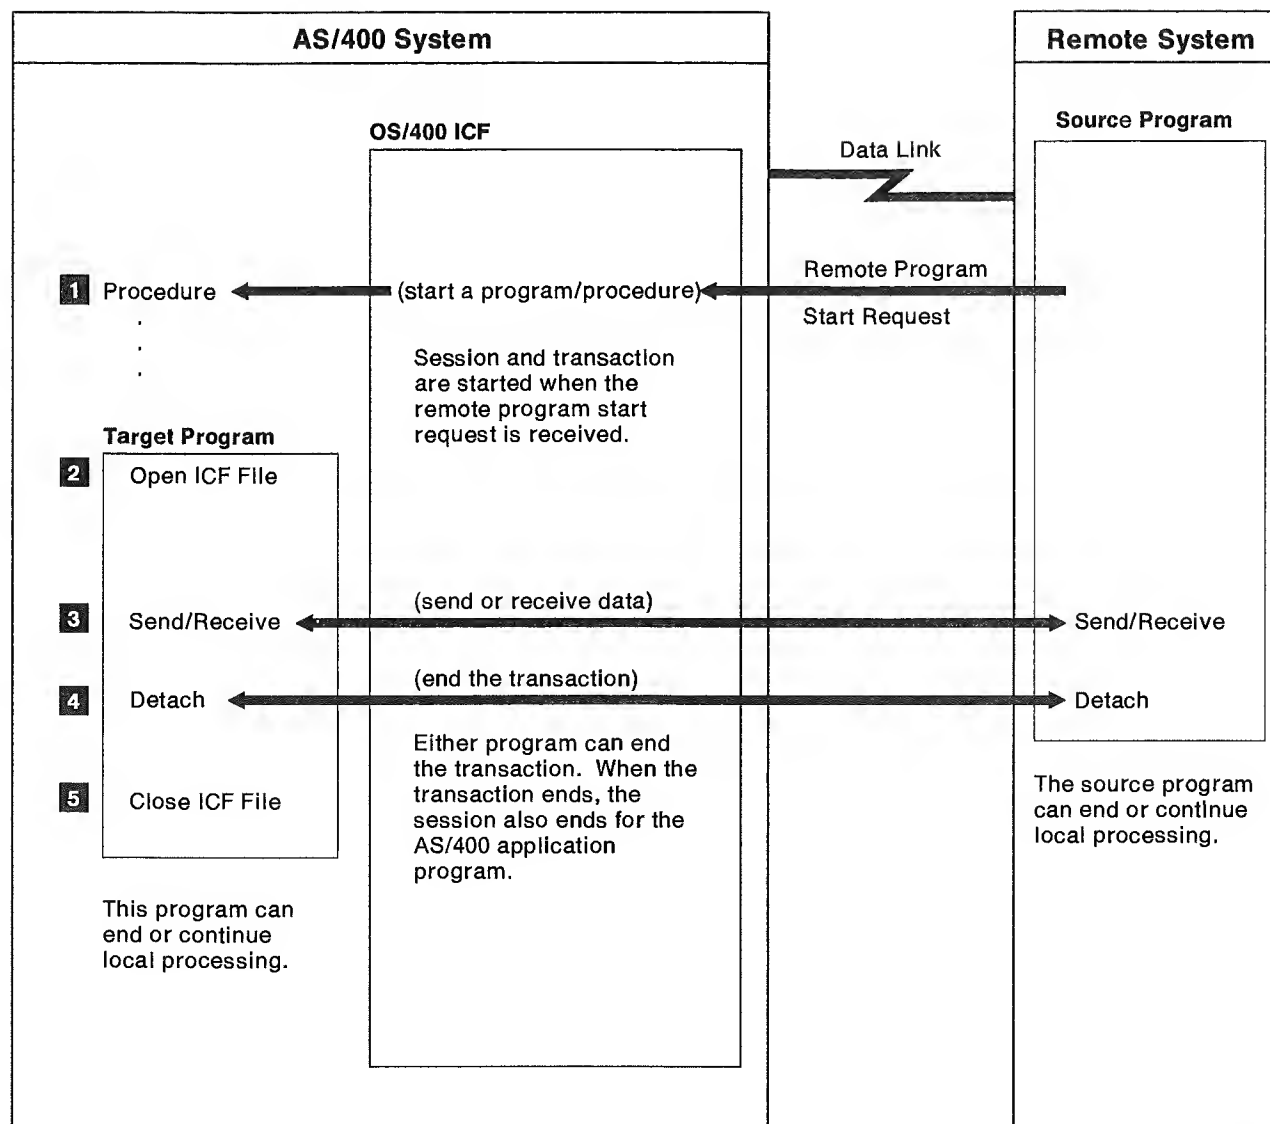 AS/400 System
Remote System
OS/400 ICF
Source Program
Data Link
1 Procedure
(start a program/procedure)
Remote Program
Start Request
.
.
.
Session and transaction
are started when the
remote program start
request is received.
Target Program
2 Open ICF File
3 Send/Receive
(send or receive data)
Send/Receive
4 Detach
(end the transaction)
Detach
Either program can end
the transaction. When the
transaction ends, the
session also ends for the
AS/400 application
program.
5 Close ICF File
The source program
can end or continue
local processing.
This program can
end or continue
local processing.